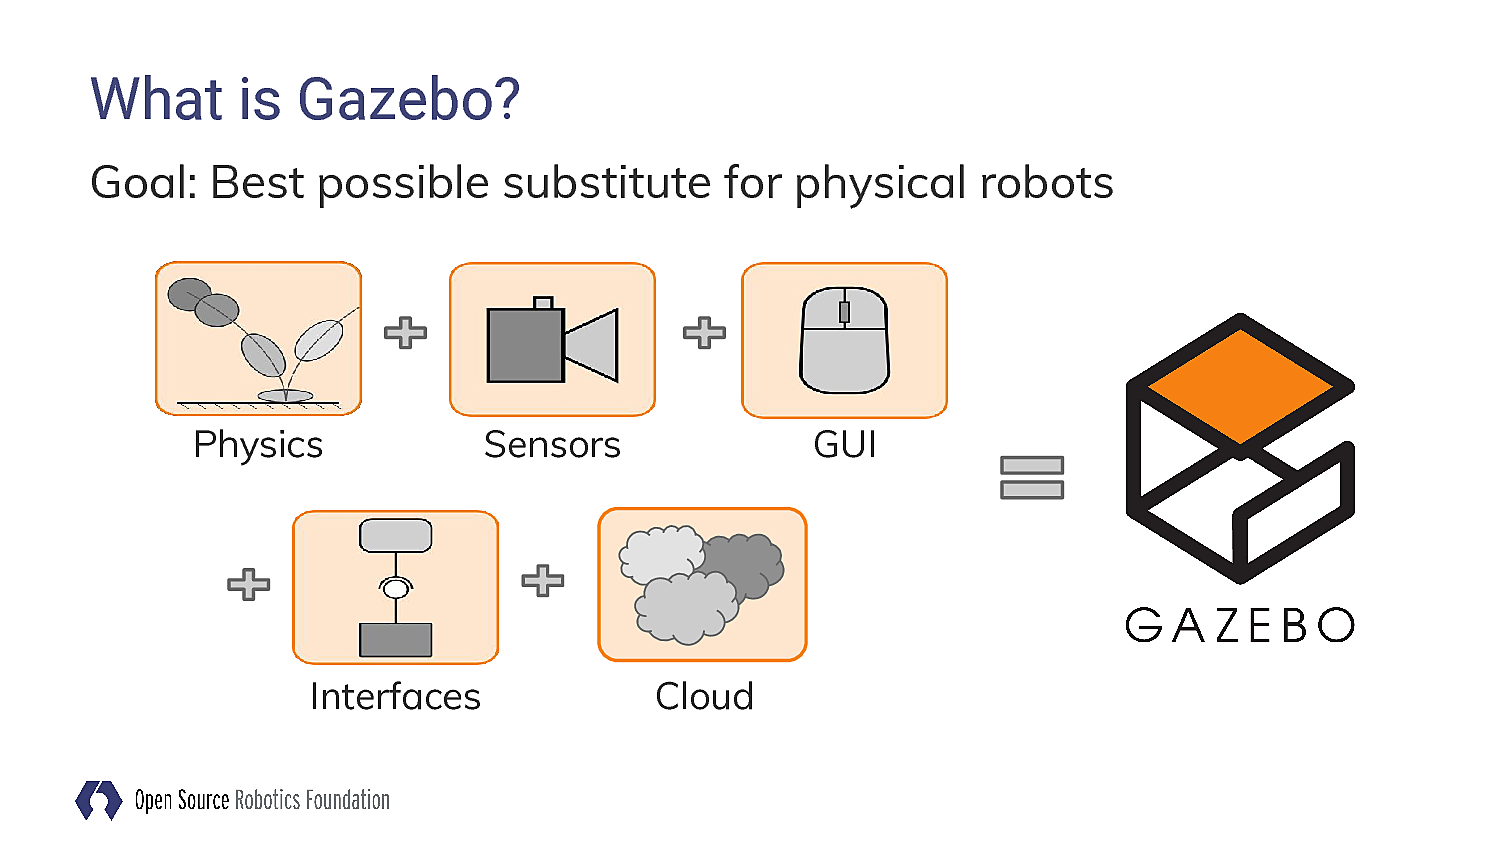 What is Gazebo?
Goal: Best possible substitute for physical robots
Physics
Sensors
GUI
Interfaces
Cloud
GAZEBO
Open Source Robotics Foundation